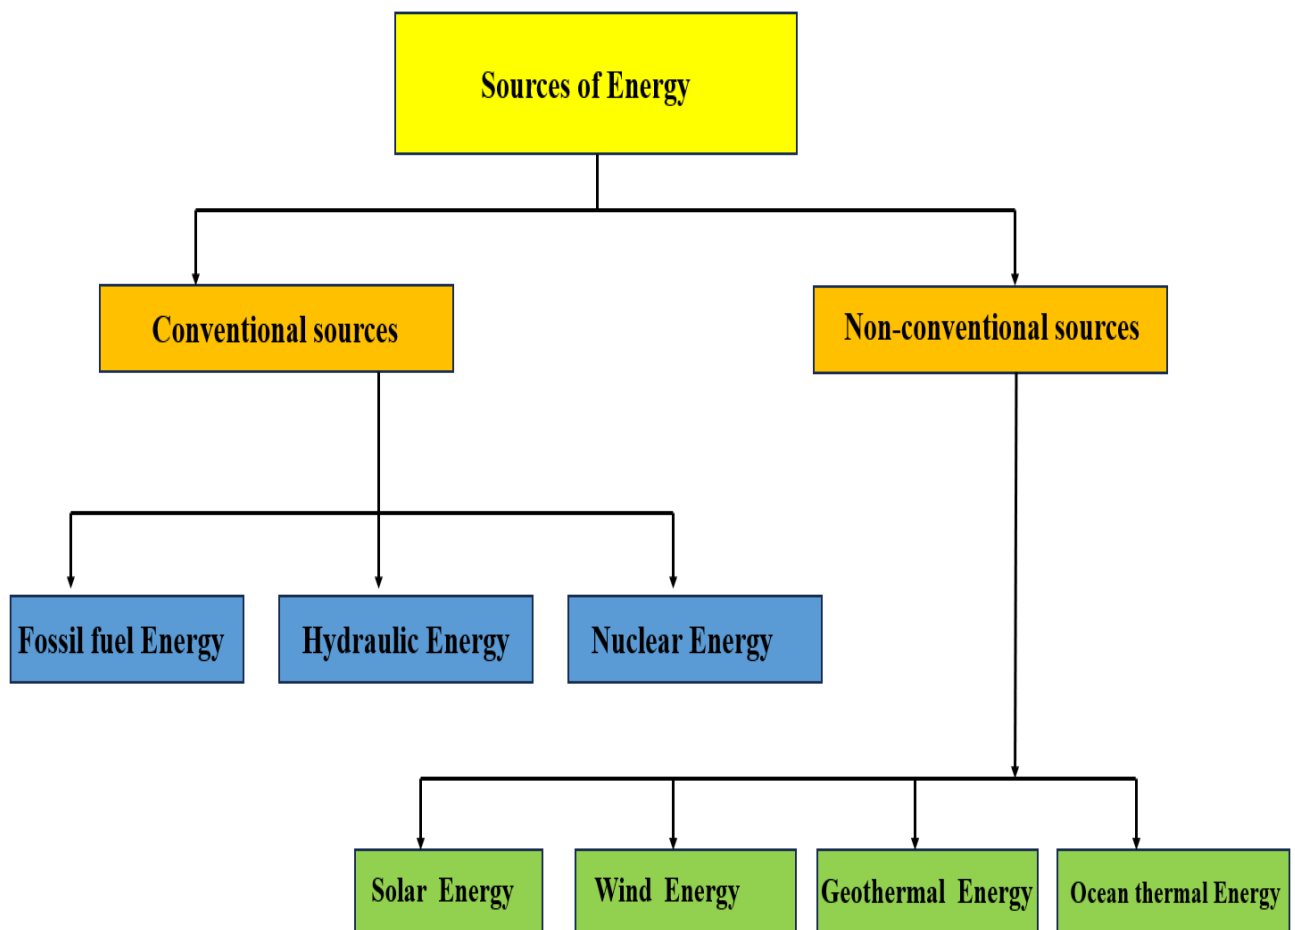 Sources of Energy
Conventional sources
Non-conventional sources
Fossil fuel Energy
Hydraulic Energy
Nuclear Energy
Solar Energy
Wind Energy
Geothermal Energy
Ocean thermal Energy